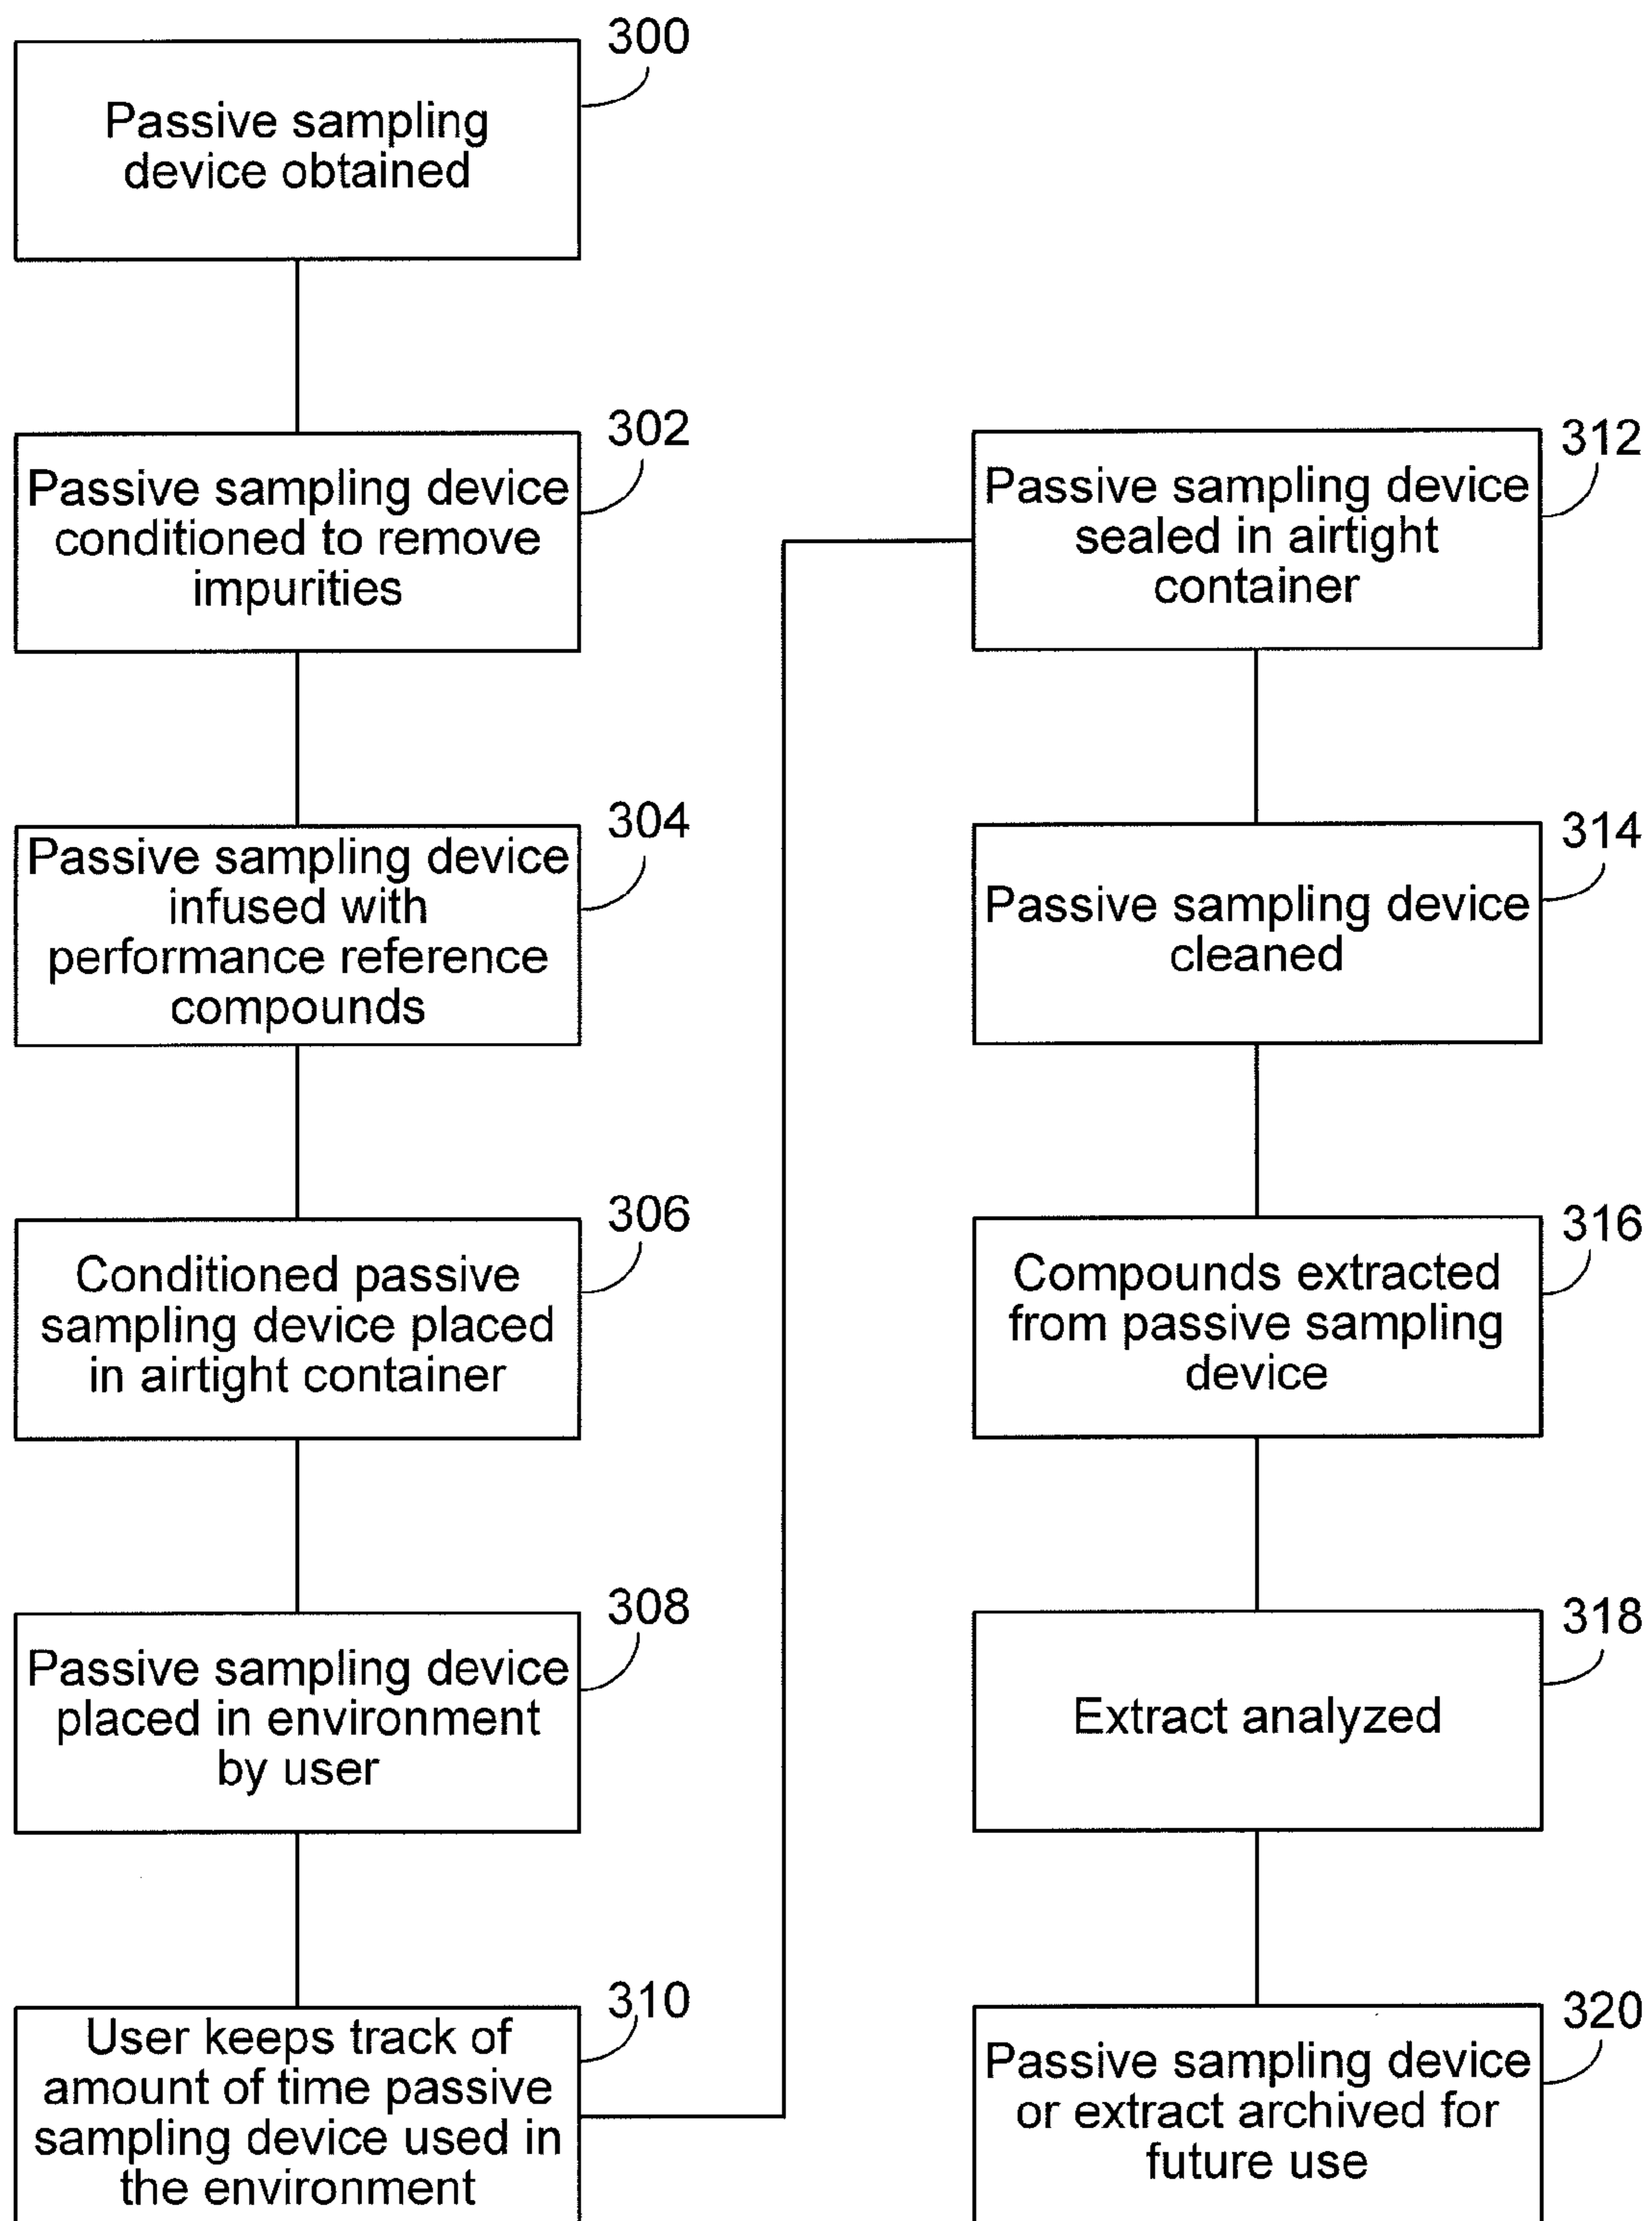 300
Passive sampling
device obtained
302
Passive sampling device
conditioned to remove
impurities
304
Passive sampling device
infused with
performance reference
compounds
306
Conditioned passive
sampling device placed
in airtight container
308
Passive sampling device
placed in environment
by user
310
User keeps track of
amount of time passive
sampling device used in
the environment
312
Passive sampling device
sealed in airtight
container
314
Passive sampling device
cleaned
316
Compounds extracted
from passive sampling
device
318
Extract analyzed
320
Passive sampling device
or extract archived for
future use